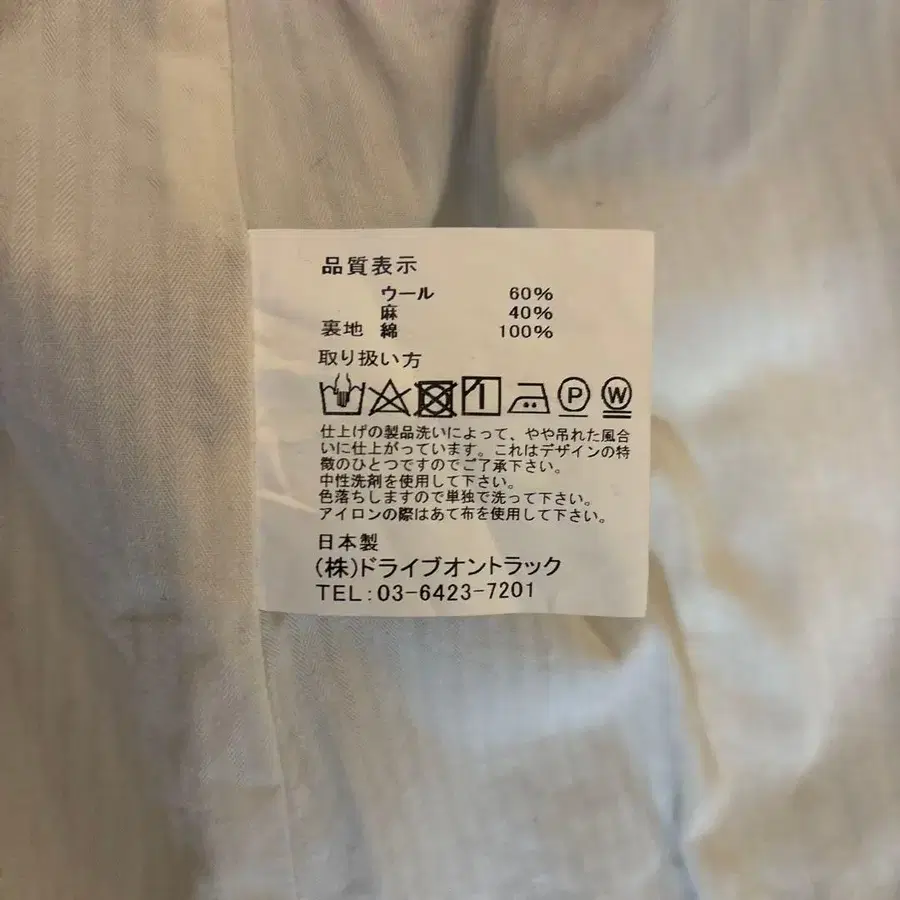 品質表示
ウール 60%
麻 40%
裏地 綿 100%
取り扱い方
P W
仕上げの製品洗いによって、やや吊れた風合
いに仕上がっています。これはデザインの特
徴のひとつですのでご了承下さい。
中性洗剤を使用して下さい。
色落ちしますので単独で洗って下さい。
アイロンの際はあて布を使用して下さい。
日本製
(株)ドライブオントラック
TEL:03-6423-7201